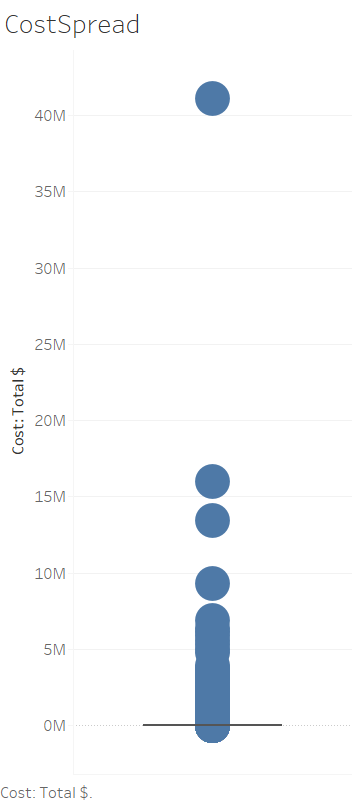 CostSpread
40M
35M
30M
25M
20M
15M
10M
5M
0M
Cost: Total $
Cost: Total $.